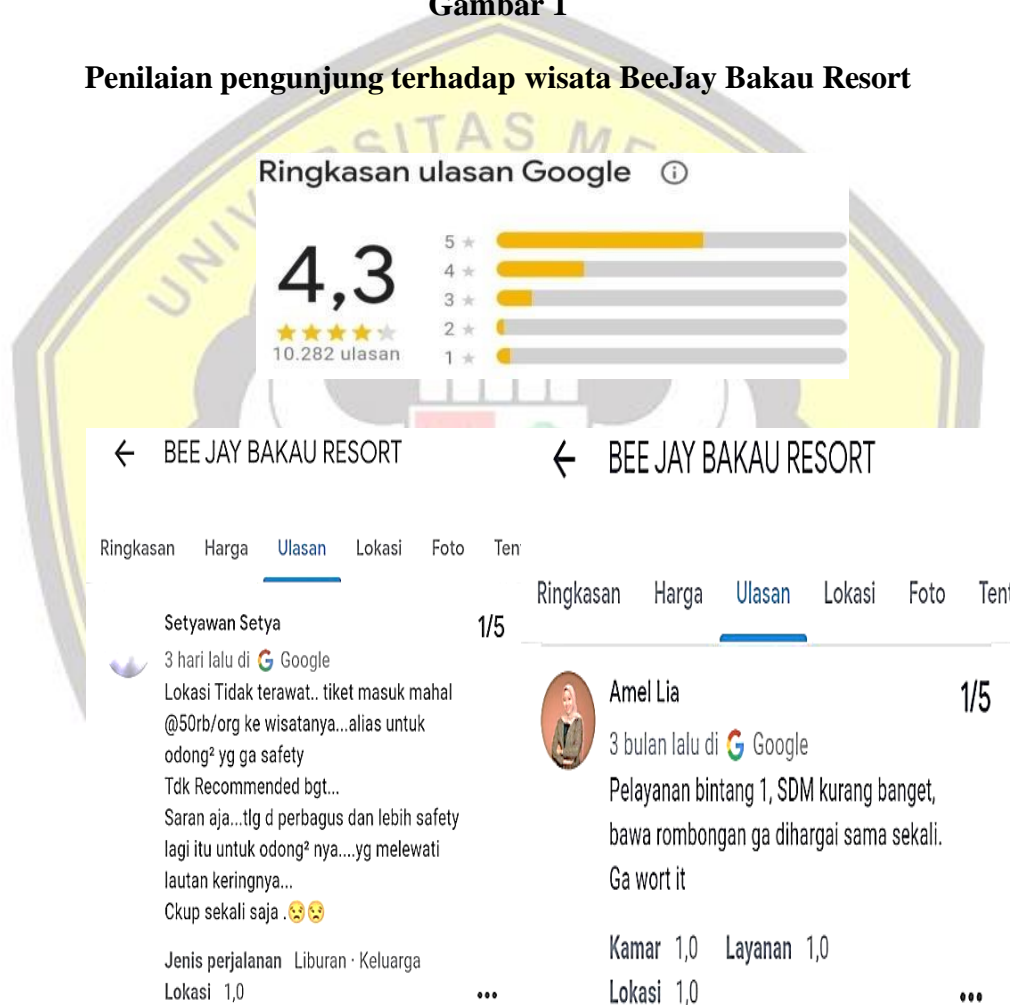 Gambar 1
Penilaian pengunjung terhadap wisata BeeJay Bakau Resort
UNIVERSITAS ME
Ringkasan ulasan Google
4,3
10.282 ulasan
5
4
3
2
1
BEE JAY BAKAU RESORT
Ringkasan Harga Ulasan Lokasi Foto Ten
Setyawan Setya 1/5
3 hari lalu di Google
Lokasi Tidak terawat.. tiket masuk mahal
@50rb/org ke wisatanya...alias untuk
odong² yg ga safety
Tdk Recommended bgt...
Saran aja...tlg d perbagus dan lebih safety
lagi itu untuk odong² nya....yg melewati
lautan keringnya...
Ckup sekali saja .😒😒
Jenis perjalanan Liburan · Keluarga
Lokasi 1,0
BEE JAY BAKAU RESORT
Ringkasan Harga Ulasan Lokasi Foto Tent
Amel Lia 1/5
3 bulan lalu di Google
Pelayanan bintang 1, SDM kurang banget,
bawa rombongan ga dihargai sama sekali.
Ga wort it
Kamar 1,0 Layanan 1,0
Lokasi 1,0